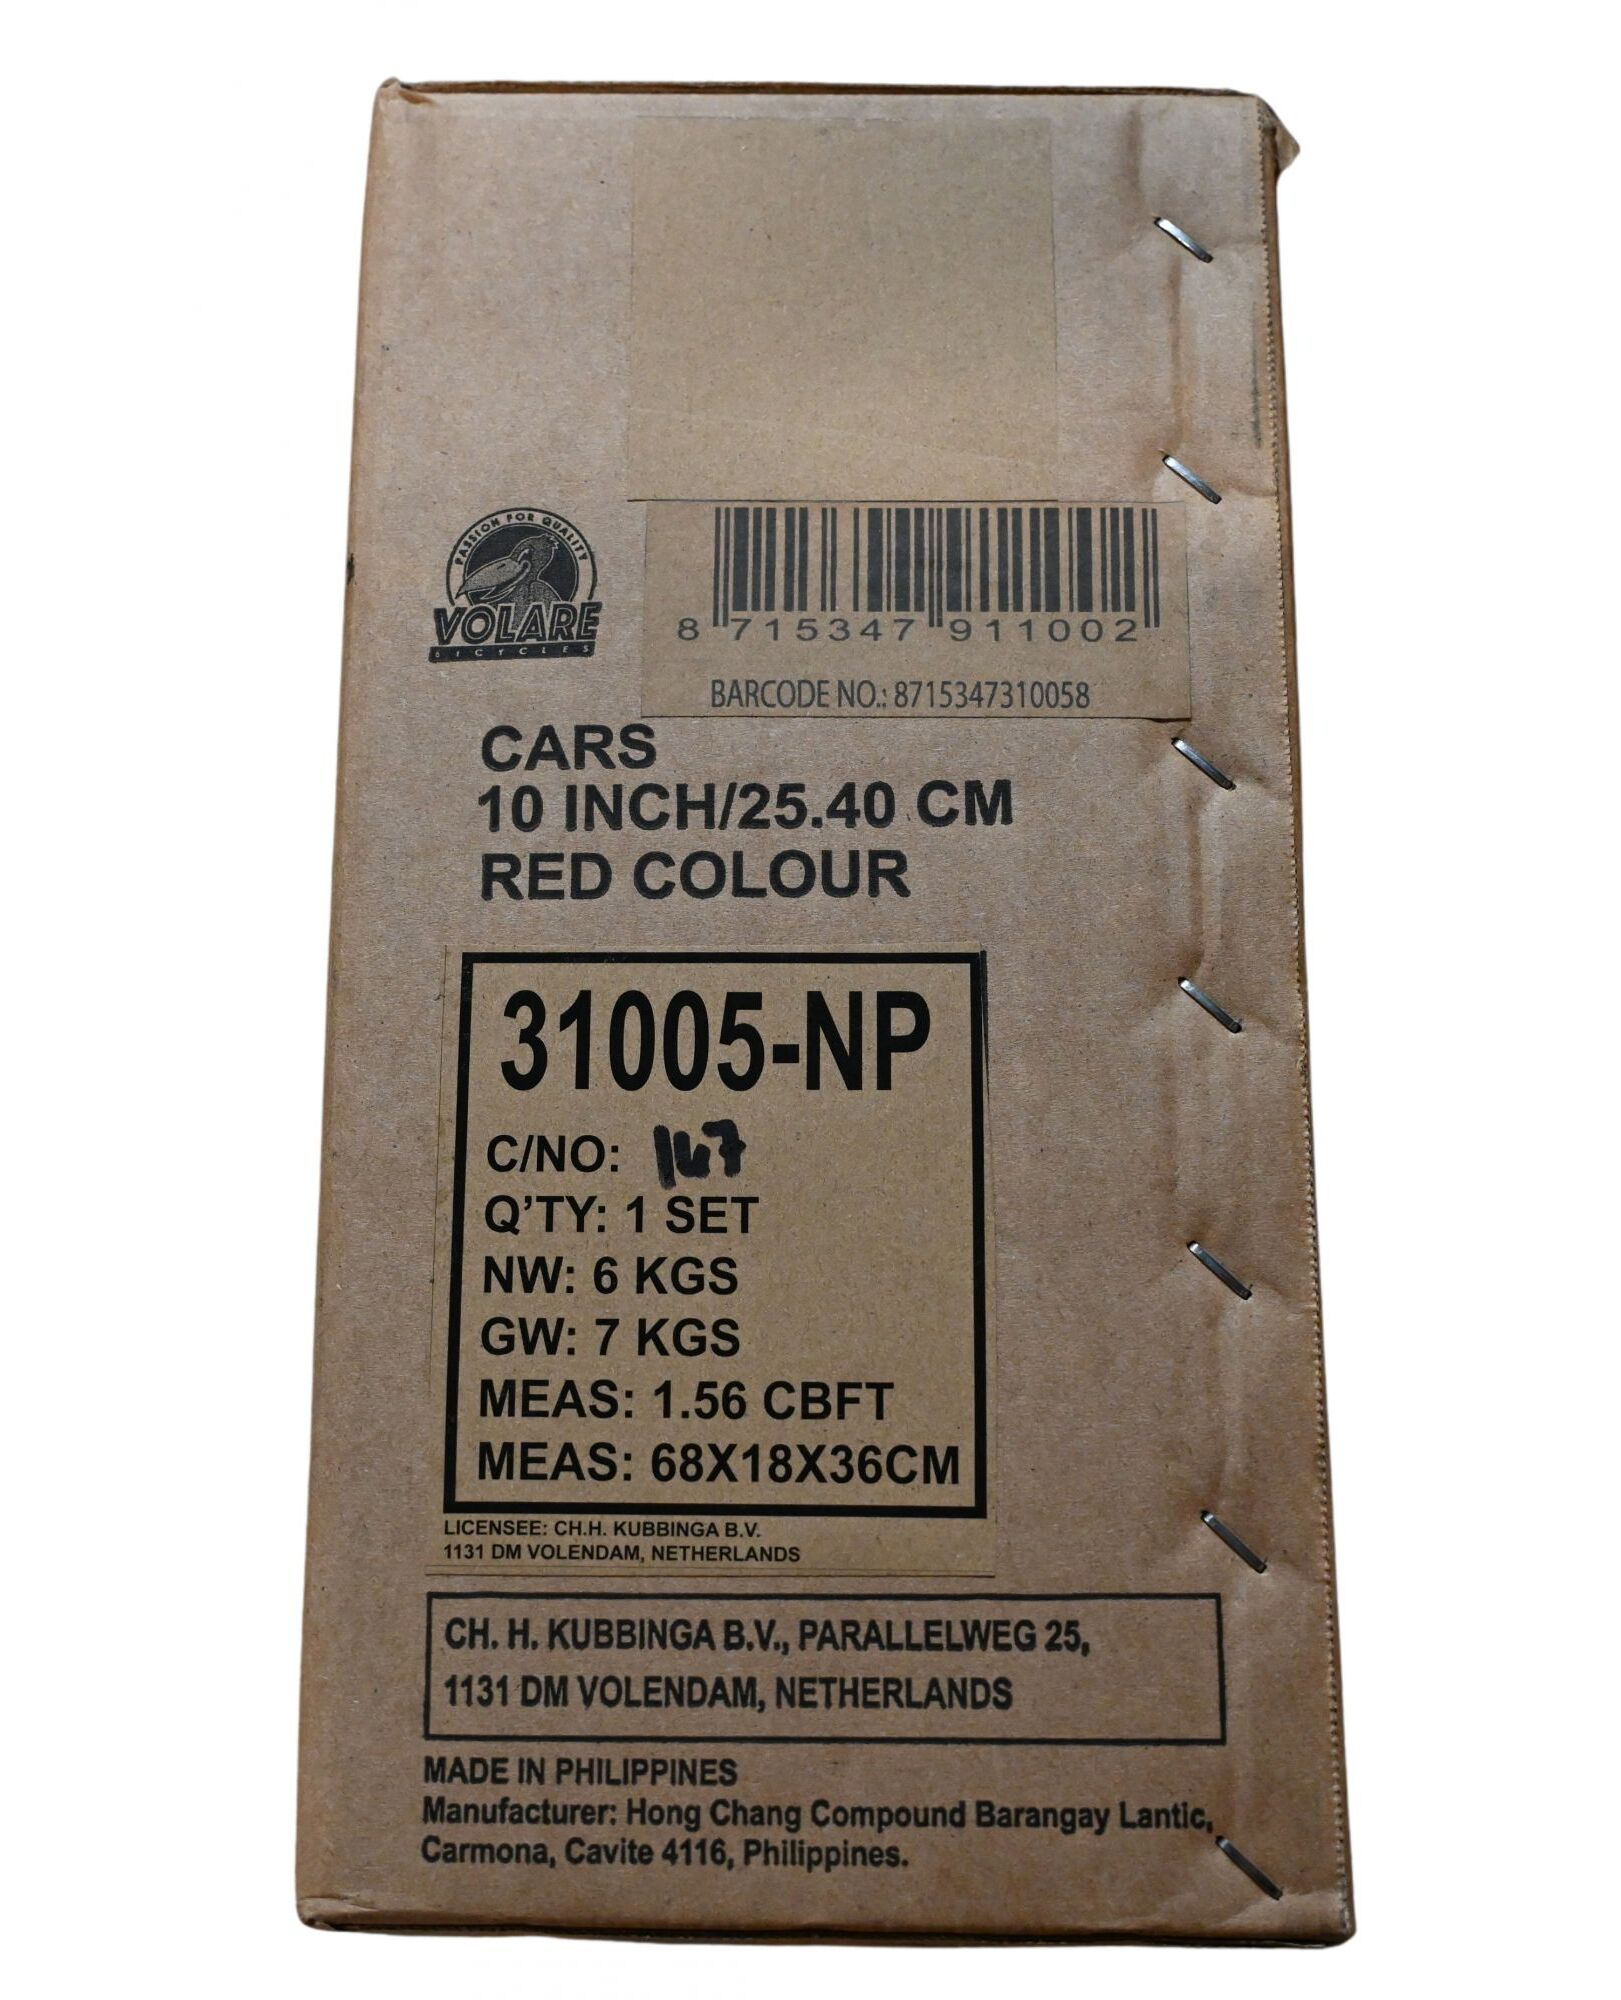 PASSION FOR QUALITY
VOLARE
BICYCLES
8 715347 911002
BARCODE NO.: 8715347310058
CARS
10 INCH/25.40 CM
RED COLOUR
31005-NP
C/NO: 147
Q'TY: 1 SET
NW: 6 KGS
GW: 7 KGS
MEAS: 1.56 CBFT
MEAS: 68X18X36CM
LICENSEE: CH.H. KUBBINGA B.V.
1131 DM VOLENDAM, NETHERLANDS
CH. H. KUBBINGA B.V., PARALLELWEG 25,
1131 DM VOLENDAM, NETHERLANDS
MADE IN PHILIPPINES
Manufacturer: Hong Chang Compound Barangay Lantic,
Carmona, Cavite 4116, Philippines.